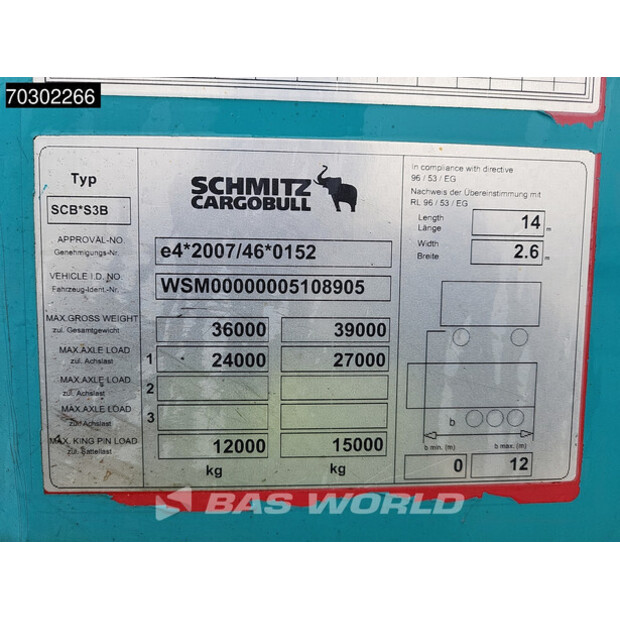 70302266
Typ
SCB*S3B
SCHMITZ
CARGOBULL
APPROVAL-NO.
Genehmigungs-Nr.
e4*2007/46*0152
VEHICLE I.D. NO.
Fahrzeug-Ident.-Nr.
WSM00000005108905
MAX.GROSS WEIGHT
zul. Gesamtgewicht
36000 39000
MAX.AXLE LOAD
zul. Achslast
1 24000 27000
MAX.AXLE LOAD
zul. Achslast
2
MAX.AXLE LOAD
zul. Achslast
3
MAX. KING PIN LOAD
zul. Sattellast
12000 15000
kg kg
In compliance with directive
96 / 53 / EG
Nachweis der Übereinstimmung mit
RL 96 / 53 / EG
Length
Länge
14 m
Width
Breite
2.6 m
b
b min. (m) b max. (m)
0 12
BAS WORLD